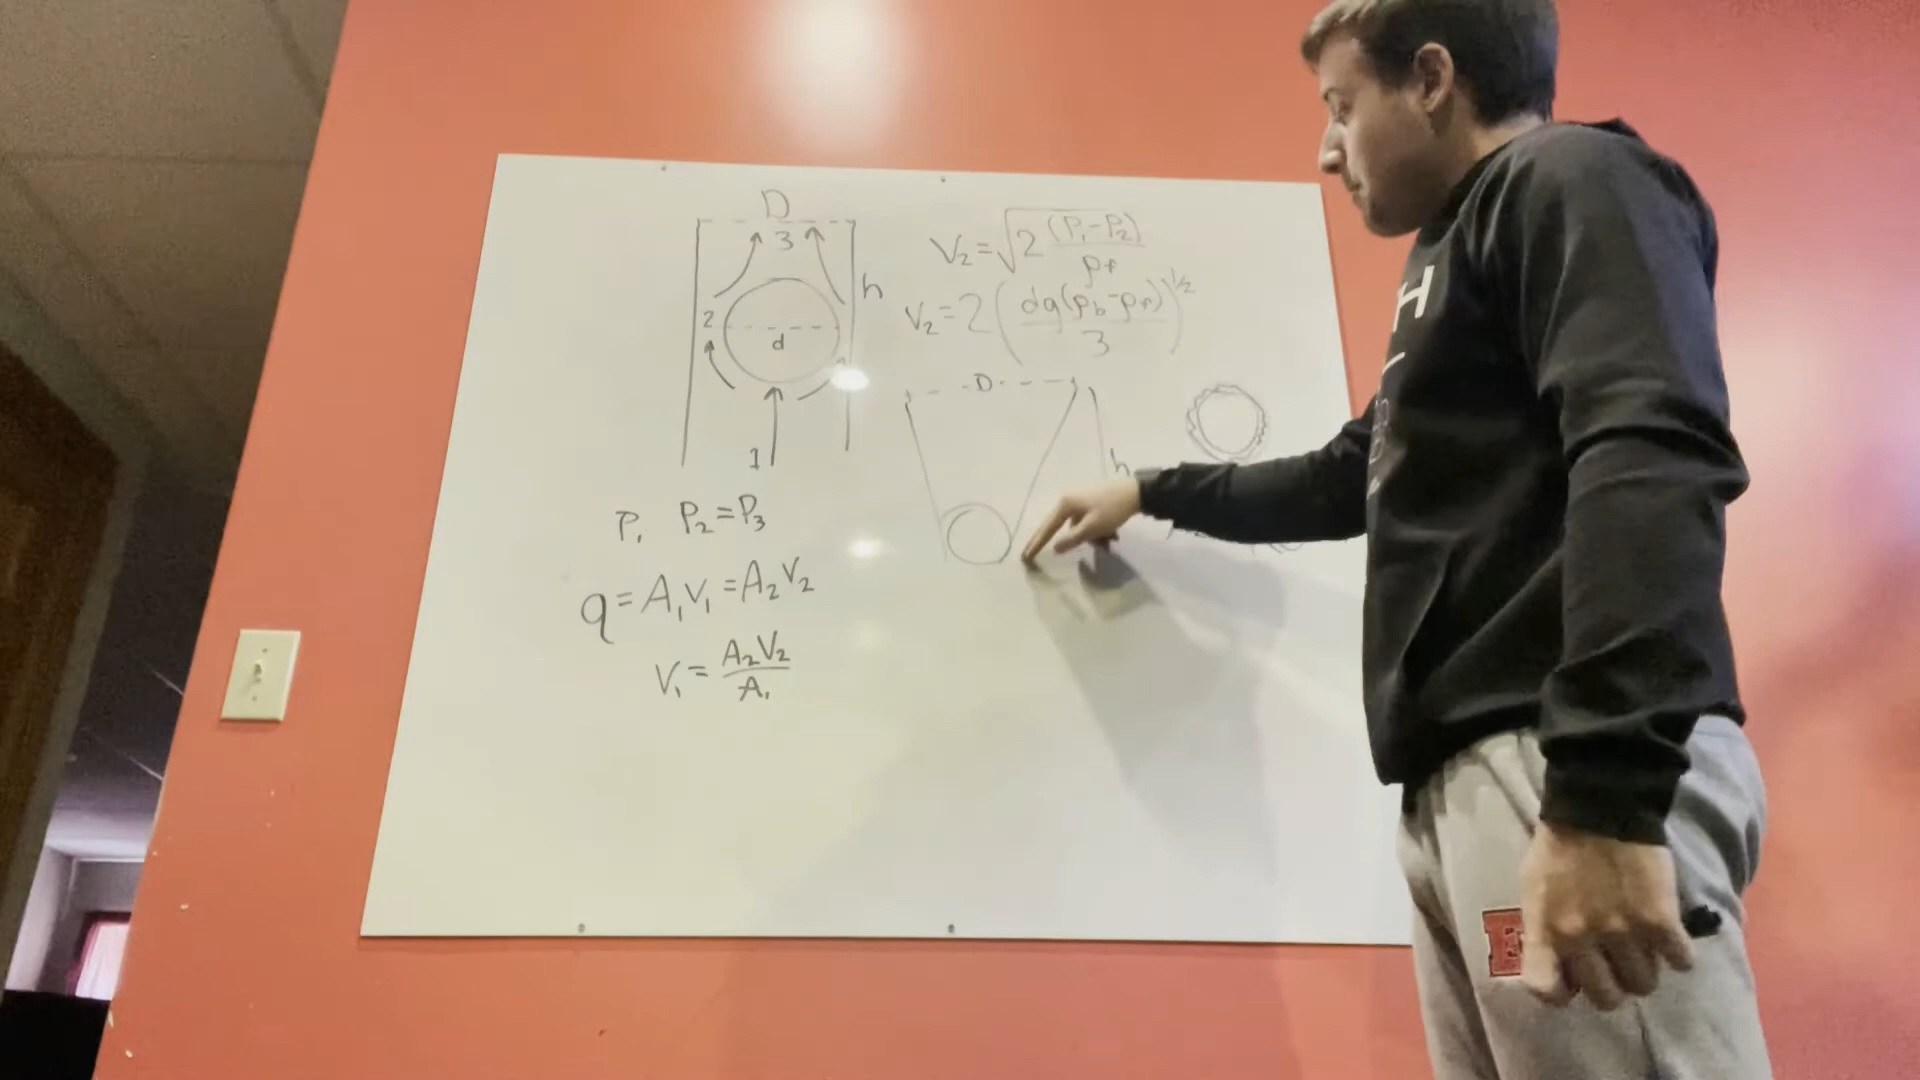 D
3
h
2
d
1
P₁ P₂=P₃
q=A₁V₁=A₂V₂
V₁=A₂V₂/A₁
V₂=√2 (P₁-P₂)/ρf
V₂=2(dg(ρb-ρf)/3)^1/2
D
h
H
E